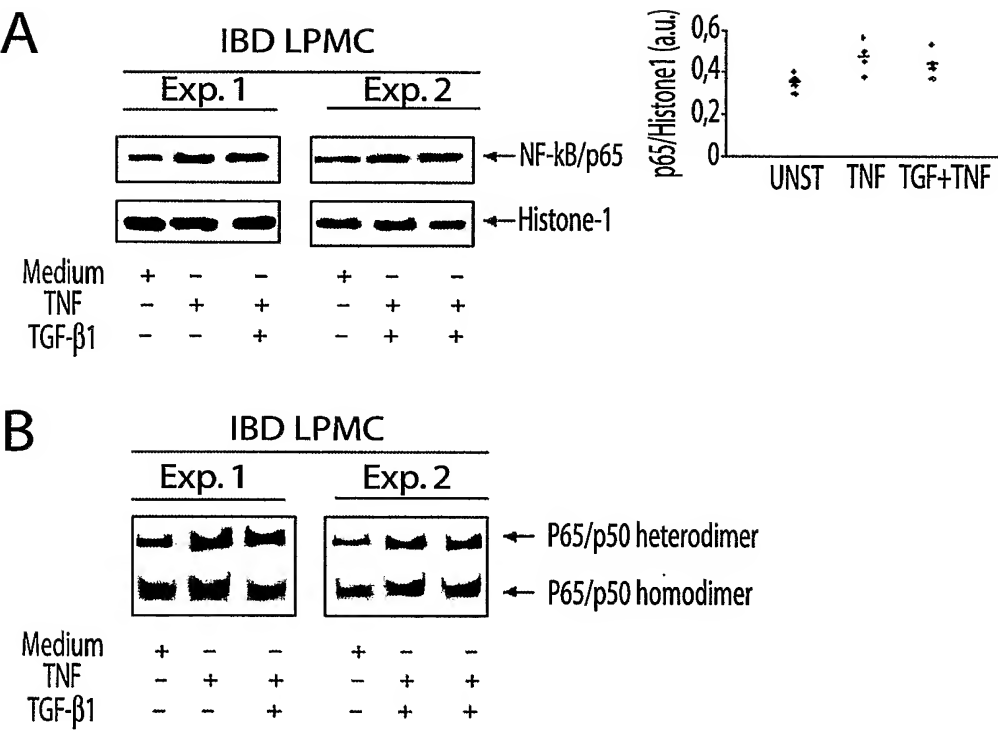 A
IBD LPMC
Exp. 1 Exp. 2
NF-kB/p65
Histone-1
Medium + - - + - -
TNF - + + - + +
TGF-β1 - - + - + +
p65/Histone1 (a.u.)
0,6
0,4
0,2
0
UNST TNF TGF+TNF
B
IBD LPMC
Exp. 1 Exp. 2
P65/p50 heterodimer
P65/p50 homodimer
Medium + - - + - -
TNF - + + - + +
TGF-β1 - - + - + +